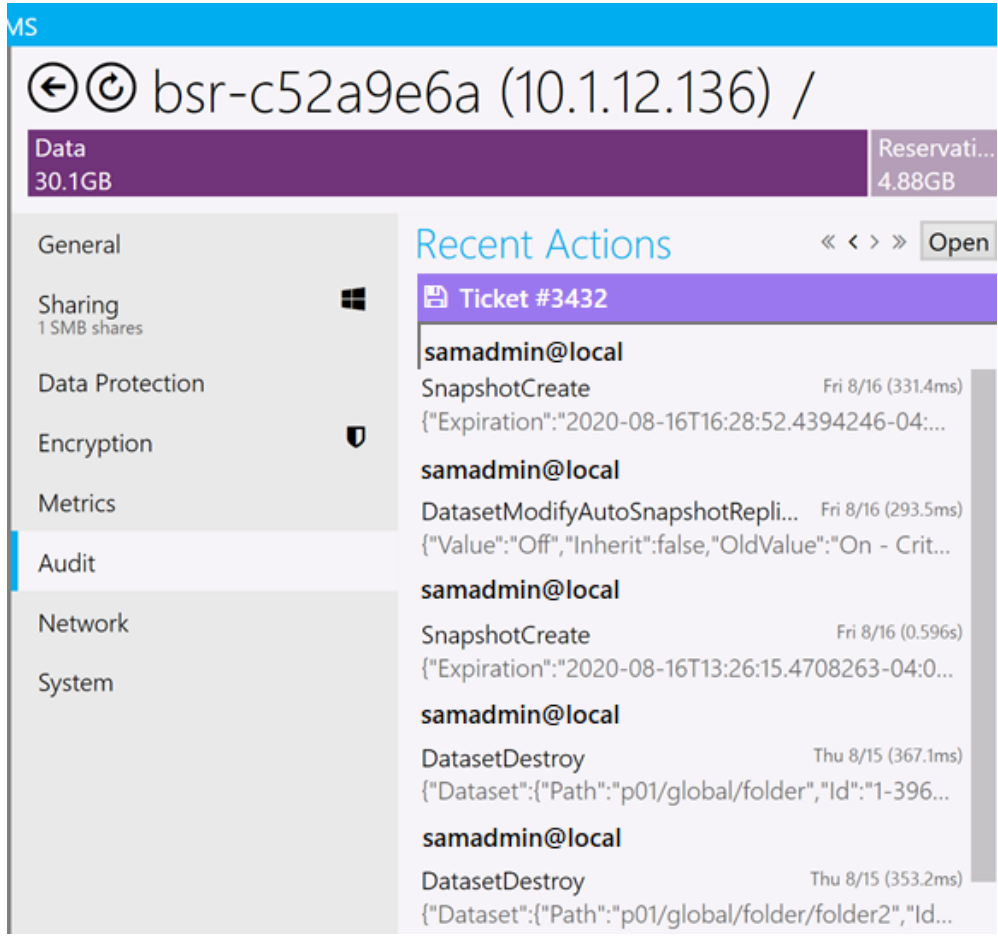 MS
bsr-c52a9e6a (10.1.12.136) /
Data
30.1GB
Reservati...
4.88GB
General
Sharing
1 SMB shares
Data Protection
Encryption
Metrics
Audit
Network
System
Recent Actions
« < > » Open
Ticket #3432
samadmin@local
SnapshotCreate Fri 8/16 (331.4ms)
{"Expiration":"2020-08-16T16:28:52.4394246-04:...
samadmin@local
DatasetModifyAutoSnapshotRepli... Fri 8/16 (293.5ms)
{"Value":"Off","Inherit":false,"OldValue":"On - Crit...
samadmin@local
SnapshotCreate Fri 8/16 (0.596s)
{"Expiration":"2020-08-16T13:26:15.4708263-04:0...
samadmin@local
DatasetDestroy Thu 8/15 (367.1ms)
{"Dataset":{"Path":"p01/global/folder","Id":"1-396...
samadmin@local
DatasetDestroy Thu 8/15 (353.2ms)
{"Dataset":{"Path":"p01/global/folder/folder2","Id...